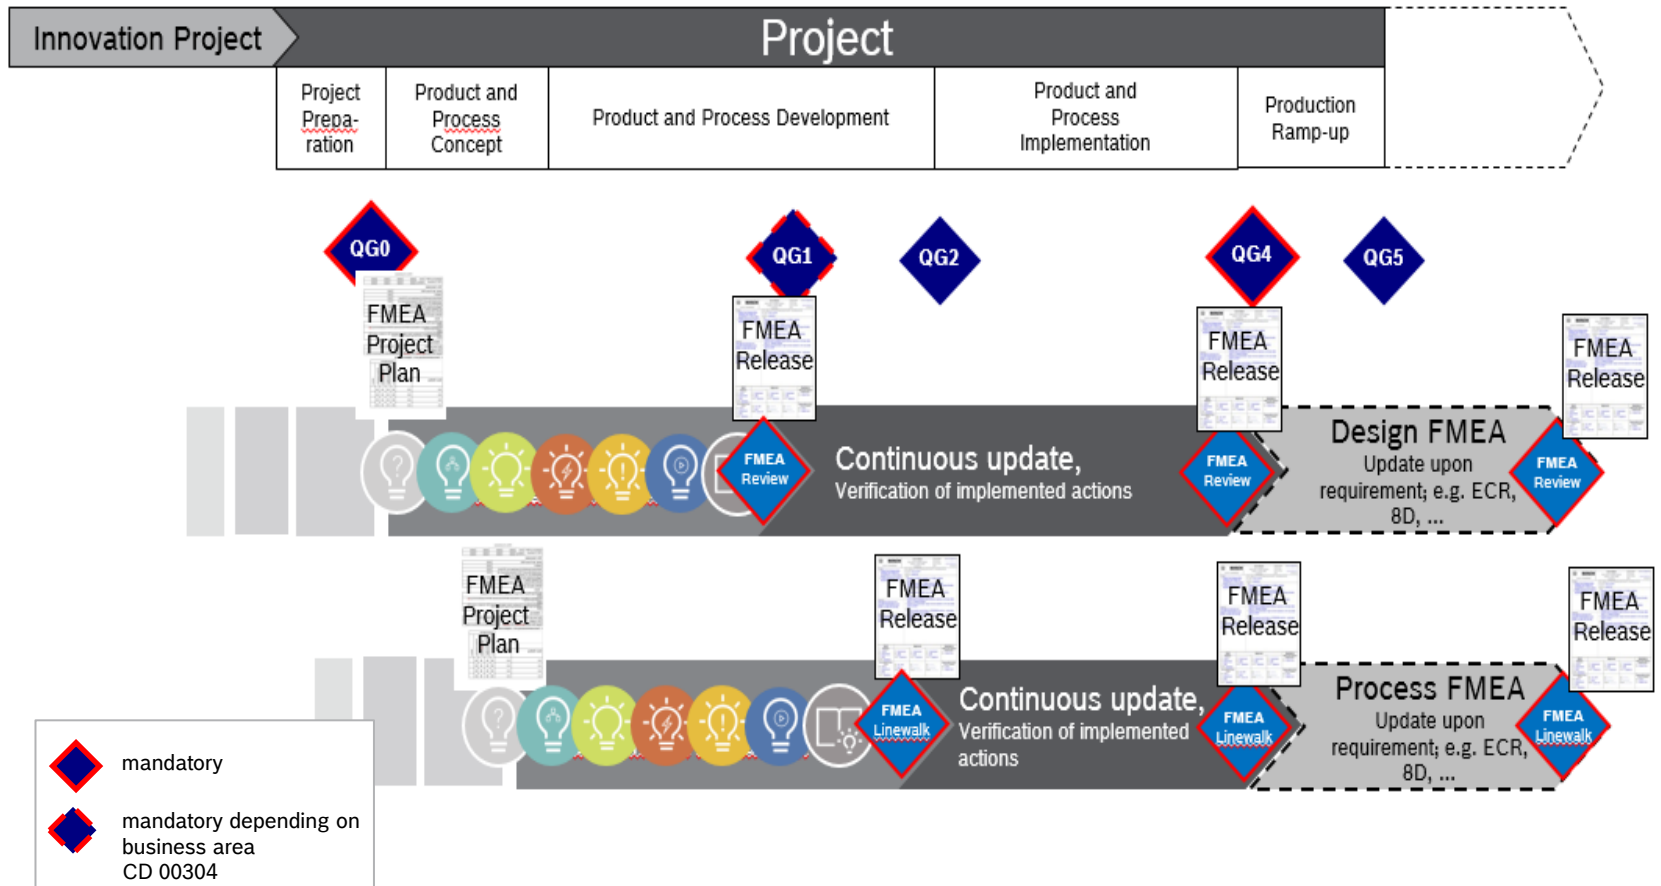 Innovation Project
Project
Project
Prepa-
ration
Product and
Process
Concept
Product and Process Development
Product and
Process
Implementation
Production
Ramp-up
QG0
QG1
QG2
QG4
QG5
FMEA
Project
Plan
FMEA
Release
FMEA
Release
FMEA
Release
?
!
FMEA
Review
Continuous update,
Verification of implemented actions
FMEA
Review
Design FMEA
Update upon
requirement; e.g. ECR,
8D, ...
FMEA
Review
FMEA
Project
Plan
FMEA
Release
FMEA
Release
FMEA
Release
?
!
FMEA
Linewalk
Continuous update,
Verification of implemented
actions
FMEA
Linewalk
Process FMEA
Update upon
requirement; e.g. ECR,
8D, ...
FMEA
Linewalk
mandatory
mandatory depending on
business area
CD 00304